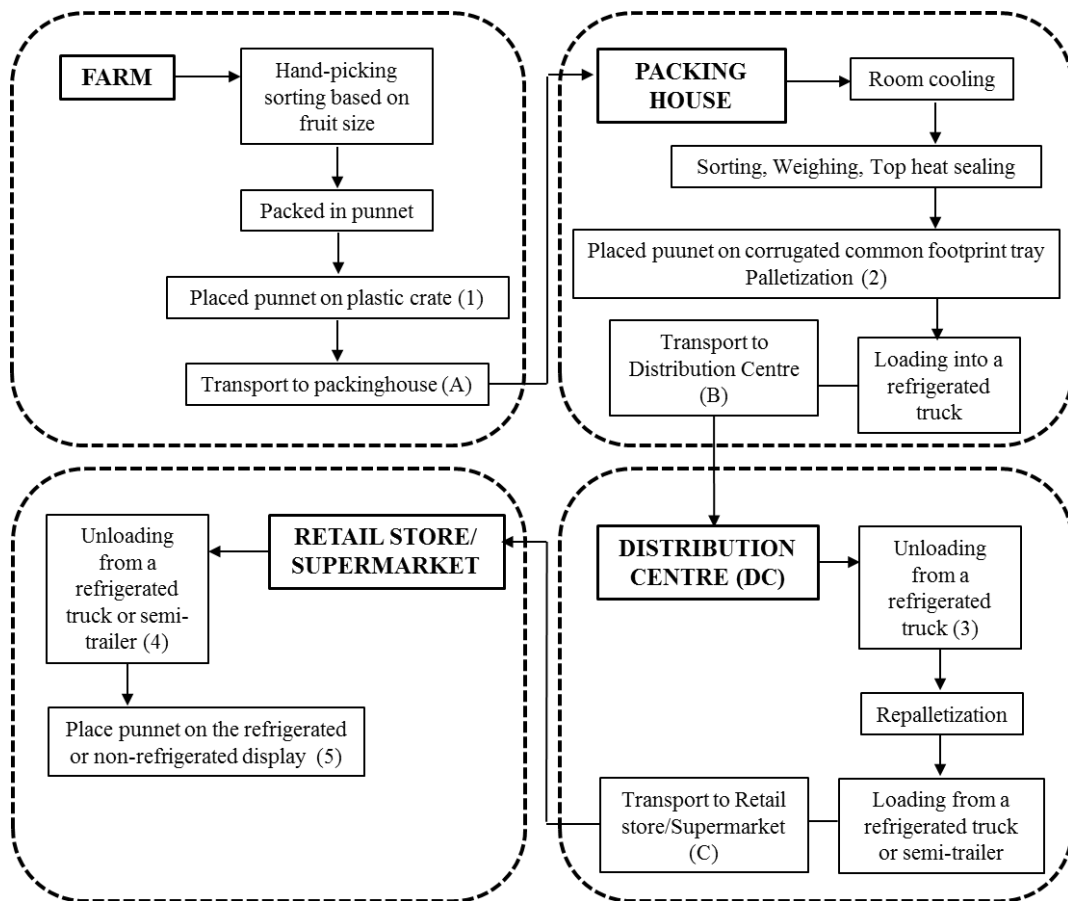 FARM
Hand-picking
sorting based on
fruit size
Packed in punnet
Placed punnet on plastic crate (1)
Transport to packinghouse (A)
PACKING
HOUSE
Room cooling
Sorting, Weighing, Top heat sealing
Placed puunet on corrugated common footprint tray
Palletization (2)
Loading into a
refrigerated
truck
Transport to
Distribution Centre
(B)
DISTRIBUTION
CENTRE (DC)
Unloading
from a
refrigerated
truck (3)
Repalletization
Loading from a
refrigerated truck
or semi-trailer
Transport to Retail
store/Supermarket
(C)
RETAIL STORE/
SUPERMARKET
Unloading
from a
refrigerated
truck or semi-
trailer (4)
Place punnet on the refrigerated
or non-refrigerated display (5)